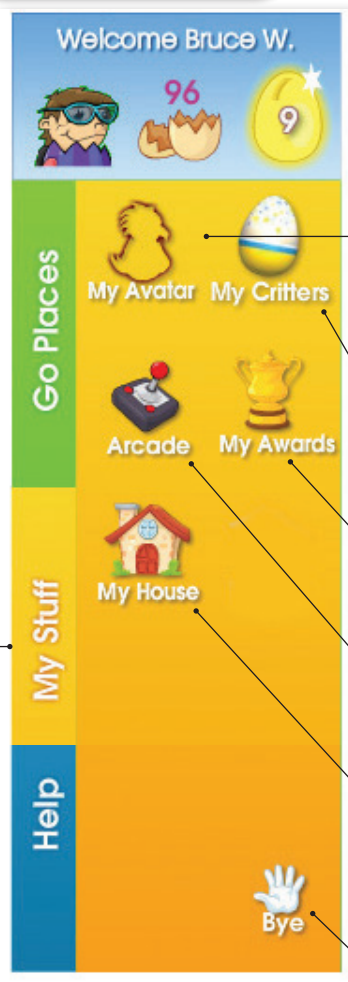 Welcome Bruce W.
96
9
Go Places
My Avatar My Critters
Arcade My Awards
My Stuff
My House
Help
Bye